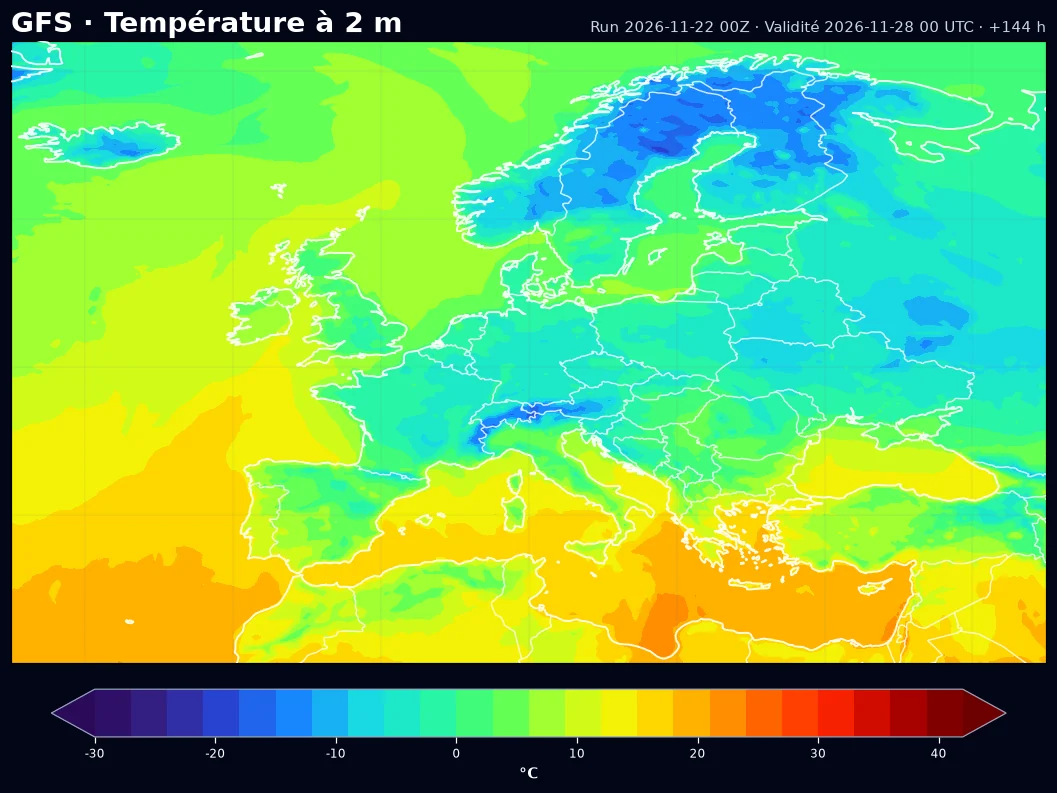 GFS · Température à 2 m
Run 2026-11-22 00Z · Validité 2026-11-28 00 UTC · +144 h
-30 -20 -10 0 10 20 30 40
°C